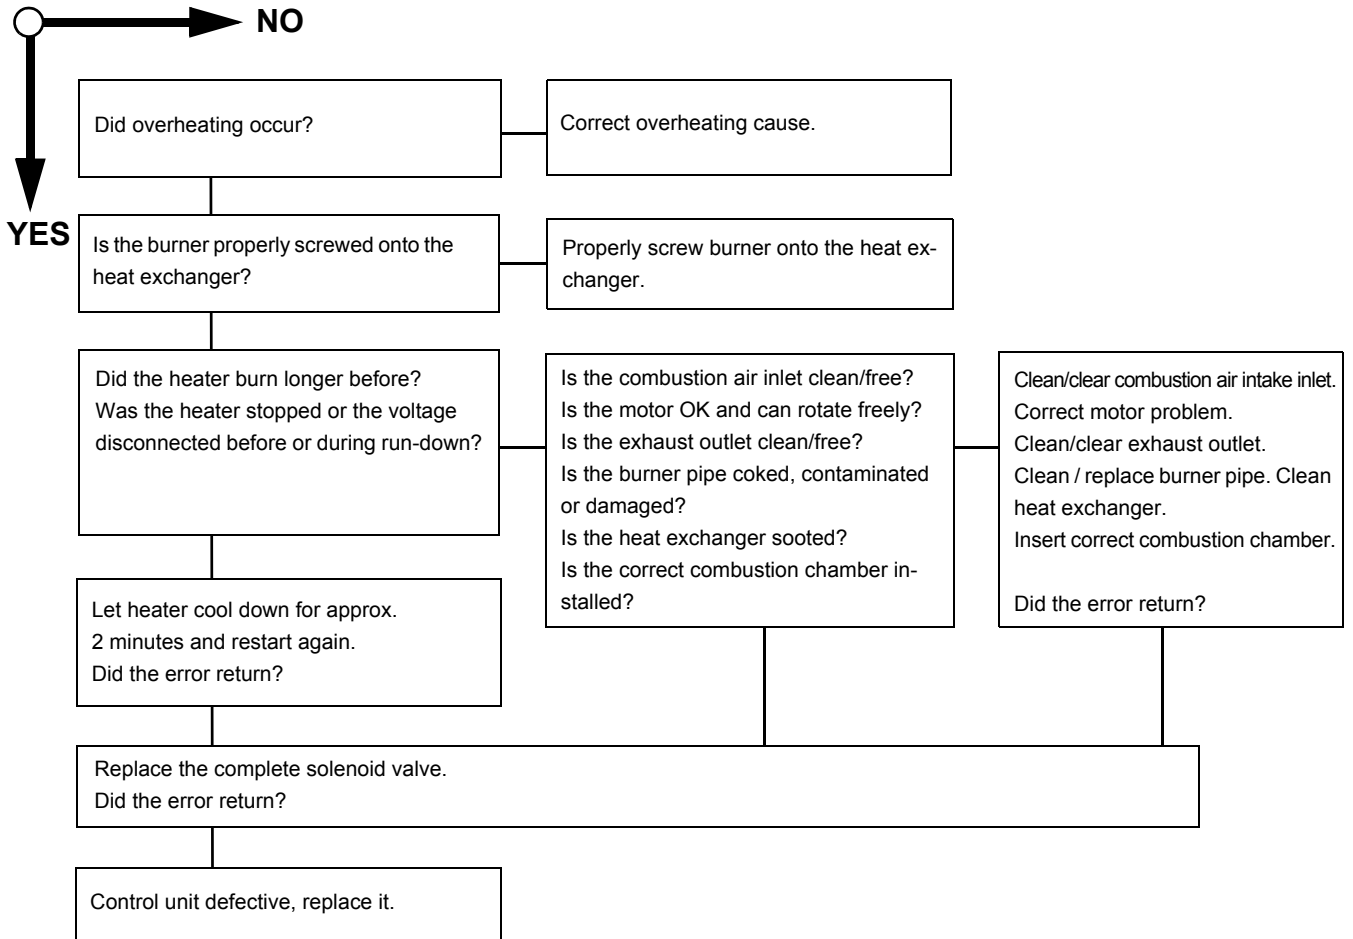 NO
YES
Did overheating occur?
Correct overheating cause.
Is the burner properly screwed onto the
heat exchanger?
Properly screw burner onto the heat ex-
changer.
Did the heater burn longer before?
Was the heater stopped or the voltage
disconnected before or during run-down?
Is the combustion air inlet clean/free?
Is the motor OK and can rotate freely?
Is the exhaust outlet clean/free?
Is the burner pipe coked, contaminated
or damaged?
Is the heat exchanger sooted?
Is the correct combustion chamber in-
stalled?
Clean/clear combustion air intake inlet.
Correct motor problem.
Clean/clear exhaust outlet.
Clean / replace burner pipe. Clean
heat exchanger.
Insert correct combustion chamber.
Did the error return?
Let heater cool down for approx.
2 minutes and restart again.
Did the error return?
Replace the complete solenoid valve.
Did the error return?
Control unit defective, replace it.